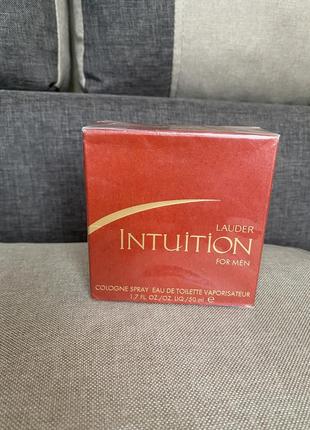 LAUDER
INTUITION
FOR MEN
COLOGNE SPRAY EAU DE TOILETTE VAPORISATEUR
1.7 FL.OZ./OZ. LIQ./50 ml ℮